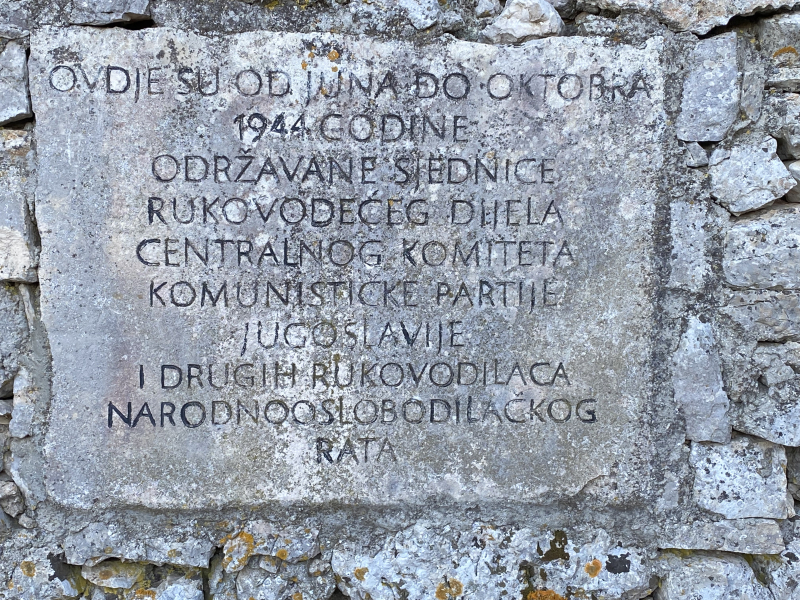 OVDJE SU OD JUNA DO OKTOBRA
1944 GODINE
ODRŽAVANE SJEDNICE
RUKOVODEĆEG DIJELA
CENTRALNOG KOMITETA
KOMUNISTIČKE PARTIJE
JUGOSLAVIJE
I DRUGIH RUKOVODILACA
NARODNOOSLOBODILAČKOG
RATA